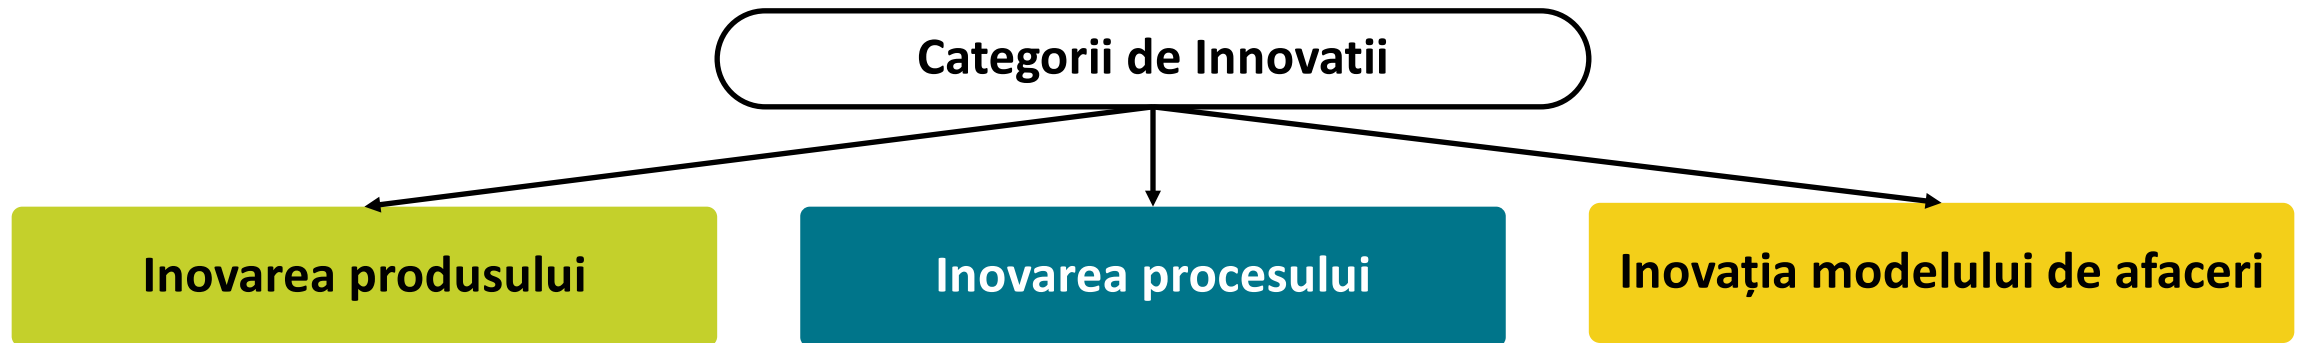 Categorii de Innovatii
Inovarea produsului
Inovarea procesului
Inovația modelului de afaceri